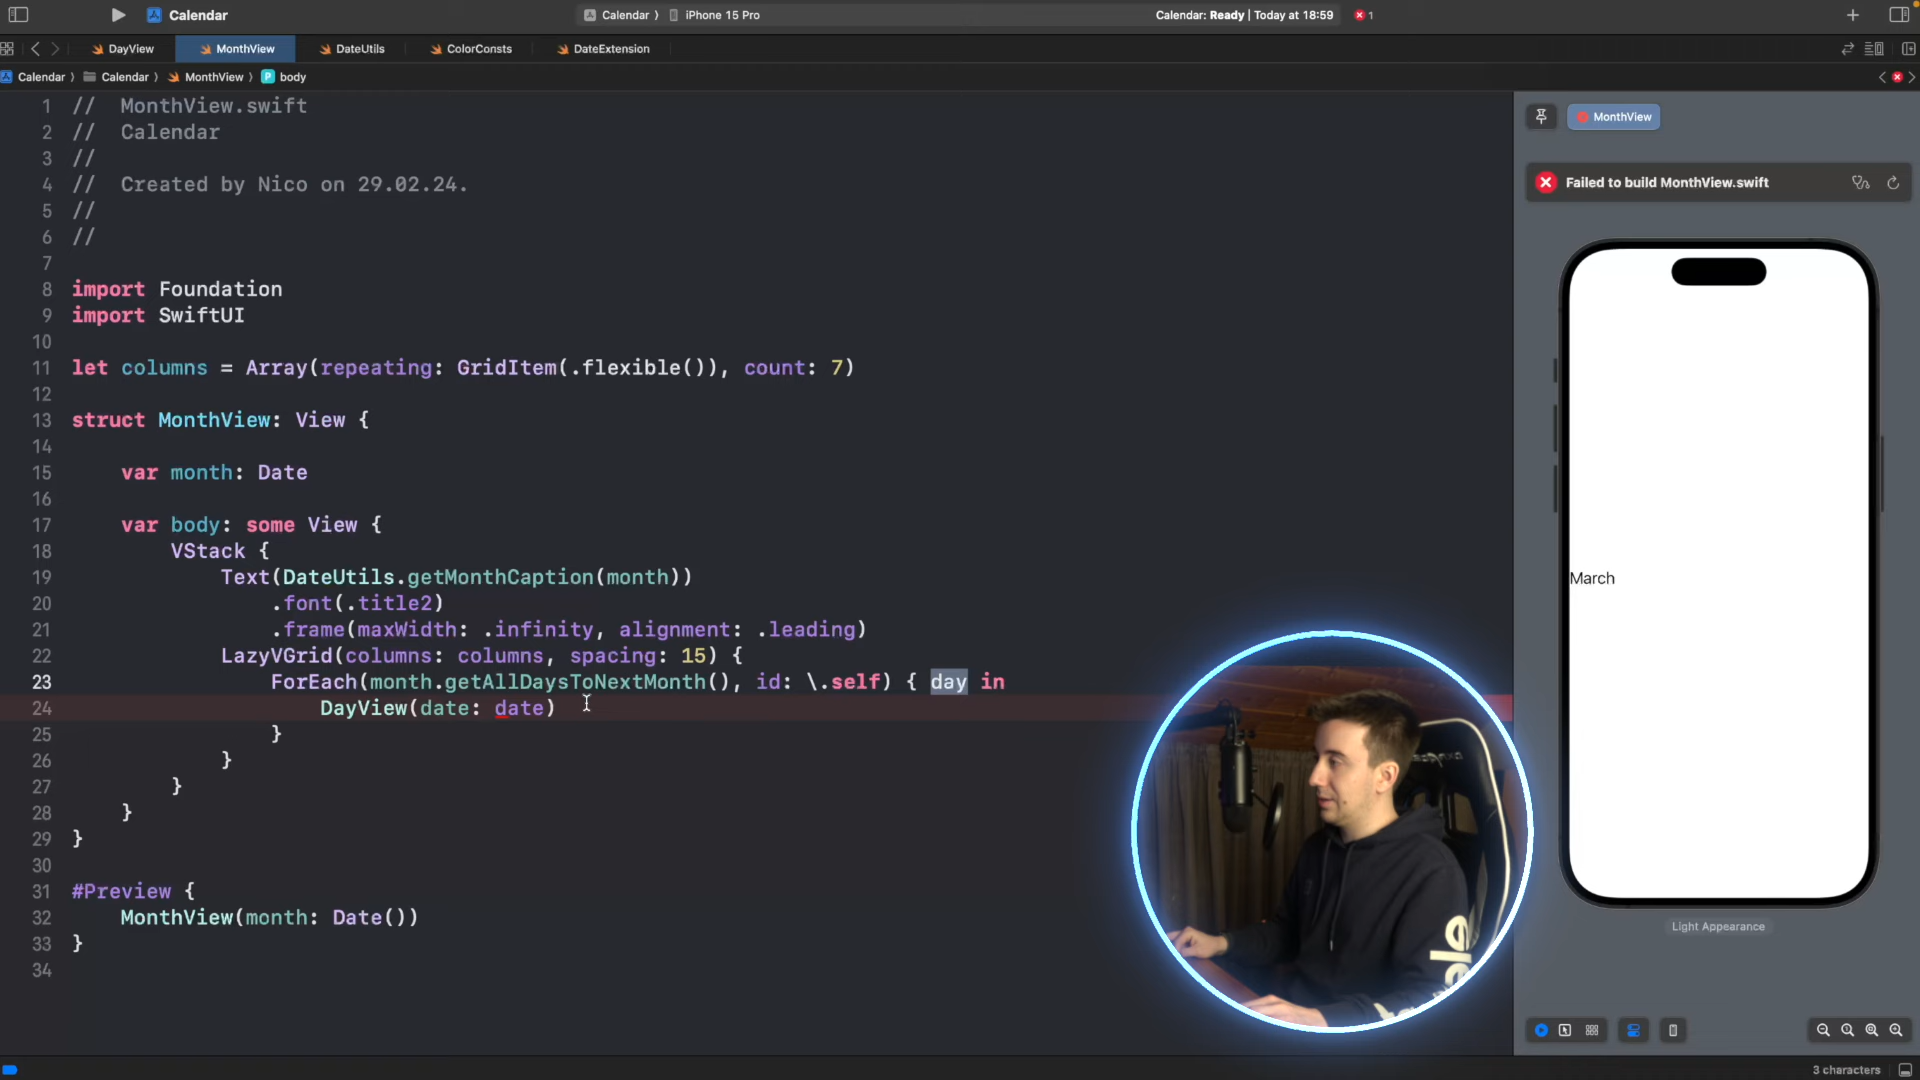 Calendar
Calendar
iPhone 15 Pro
Calendar: Ready | Today at 18:59
1
DayView
MonthView
DateUtils
ColorConsts
DateExtension
Calendar
Calendar
MonthView
P
body
1 // MonthView.swift
2 // Calendar
3 //
4 // Created by Nico on 29.02.24.
5 //
6 //
7
8 import Foundation
9 import SwiftUI
10
11 let columns = Array(repeating: GridItem(.flexible()), count: 7)
12
13 struct MonthView: View {
14
15 var month: Date
16
17 var body: some View {
18 VStack {
19 Text(DateUtils.getMonthCaption(month))
20 .font(.title2)
21 .frame(maxWidth: .infinity, alignment: .leading)
22 LazyVGrid(columns: columns, spacing: 15) {
23 ForEach(month.getAllDaysToNextMonth(), id: \.self) { day in
24 DayView(date: date)
25 }
26 }
27 }
28 }
29 }
30
31 #Preview {
32 MonthView(month: Date())
33 }
34
MonthView
Failed to build MonthView.swift
March
Light Appearance
3 characters